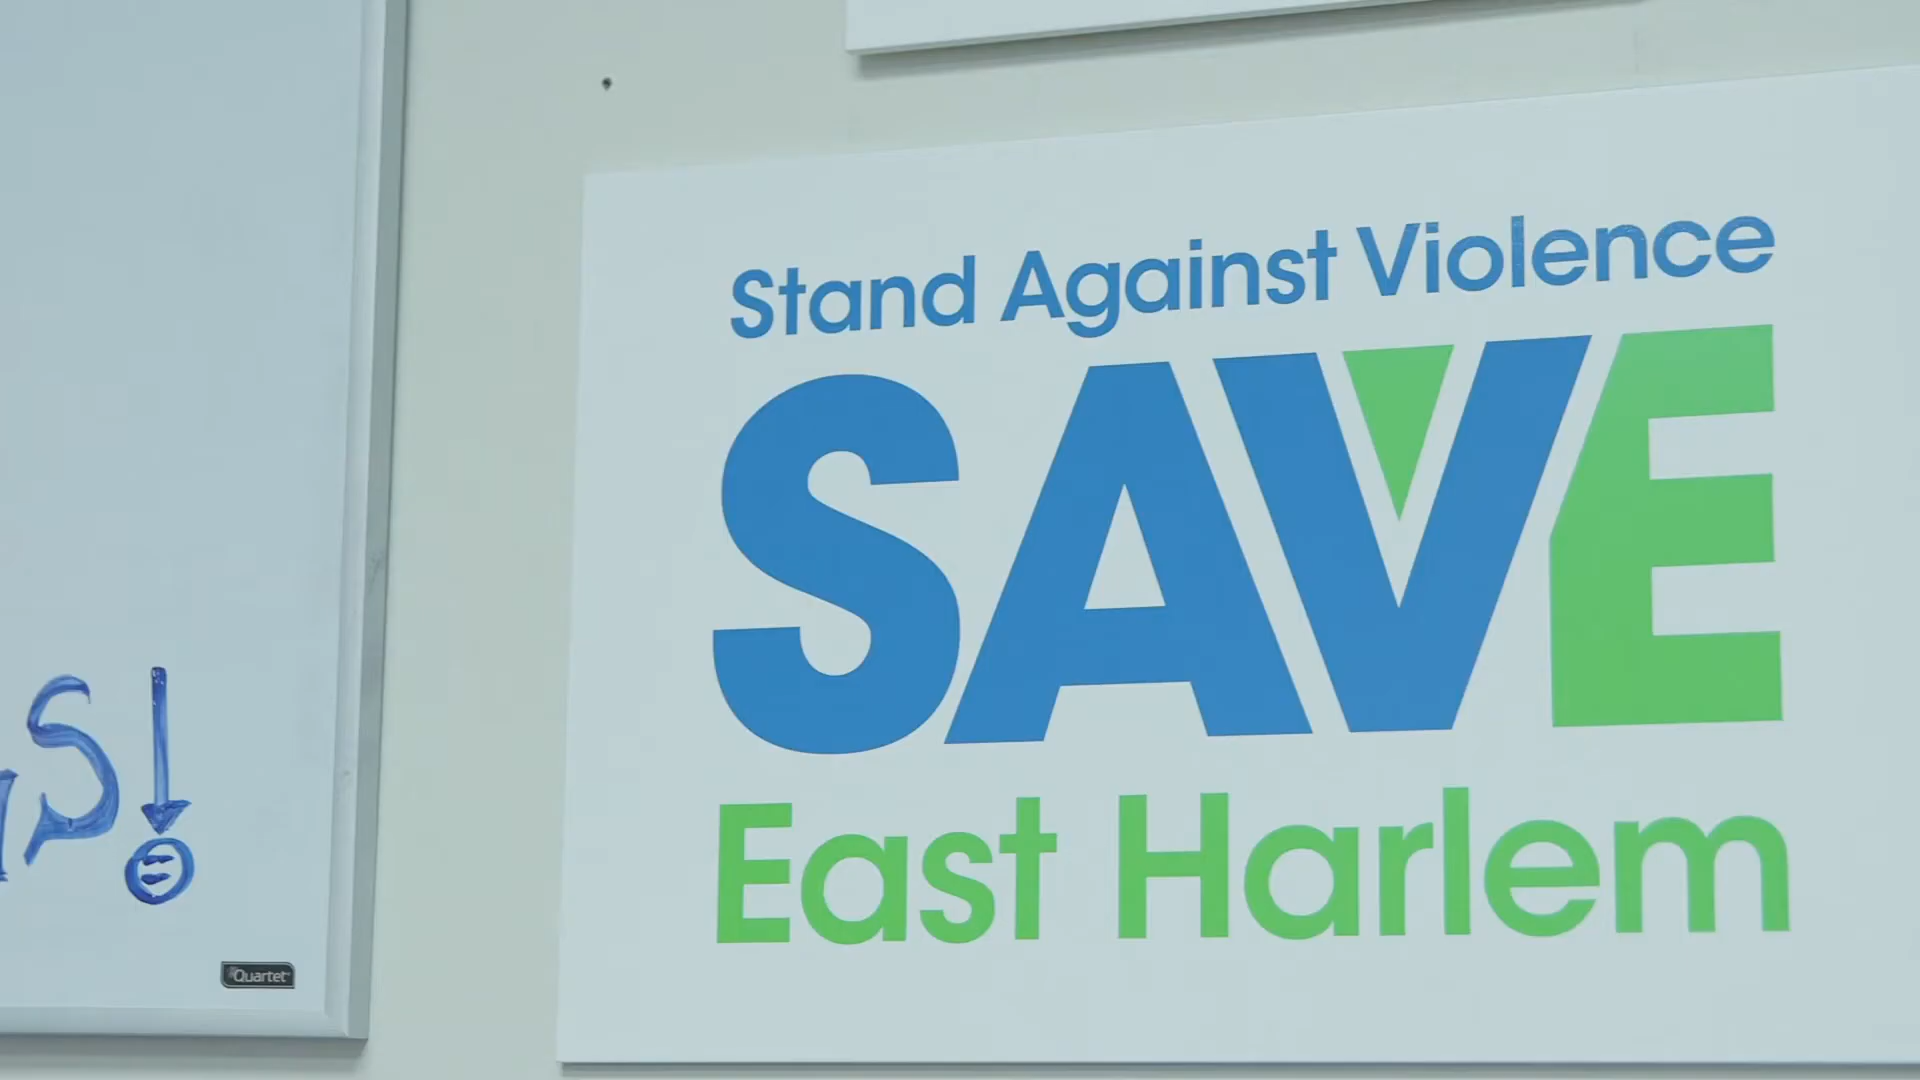 Stand Against Violence
SAVE
East Harlem
S!
Quartet